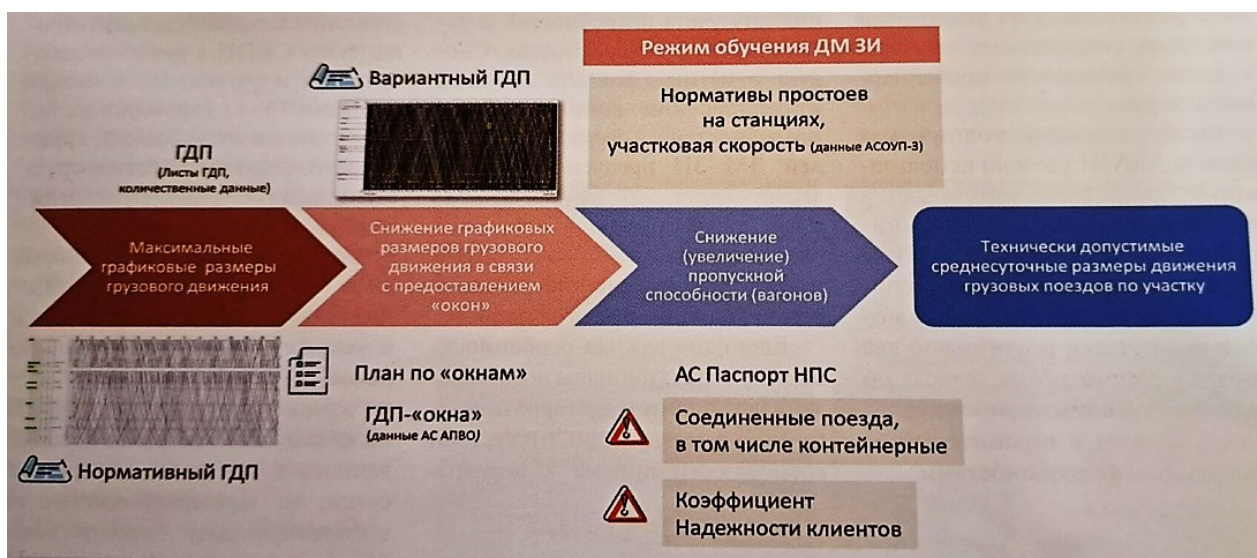 Режим обучения ДМ ЗИ
Вариантный ГДП
Нормативы простоев
на станциях,
участковая скорость (данные АСОУП-3)
ГДП
(Листы ГДП,
количественные данные)
Максимальные
графиковые размеры
грузового движения
Снижение графиковых
размеров грузового
движения в связи
с предоставлением
«окон»
Снижение
(увеличение)
пропускной
способности (вагонов)
Технически допустимые
среднесуточные размеры движения
грузовых поездов по участку
План по «окнам»
ГДП-«окна»
(данные АС АПВО)
Нормативный ГДП
АС Паспорт НПС
Соединенные поезда,
в том числе контейнерные
Коэффициент
Надежности клиентов